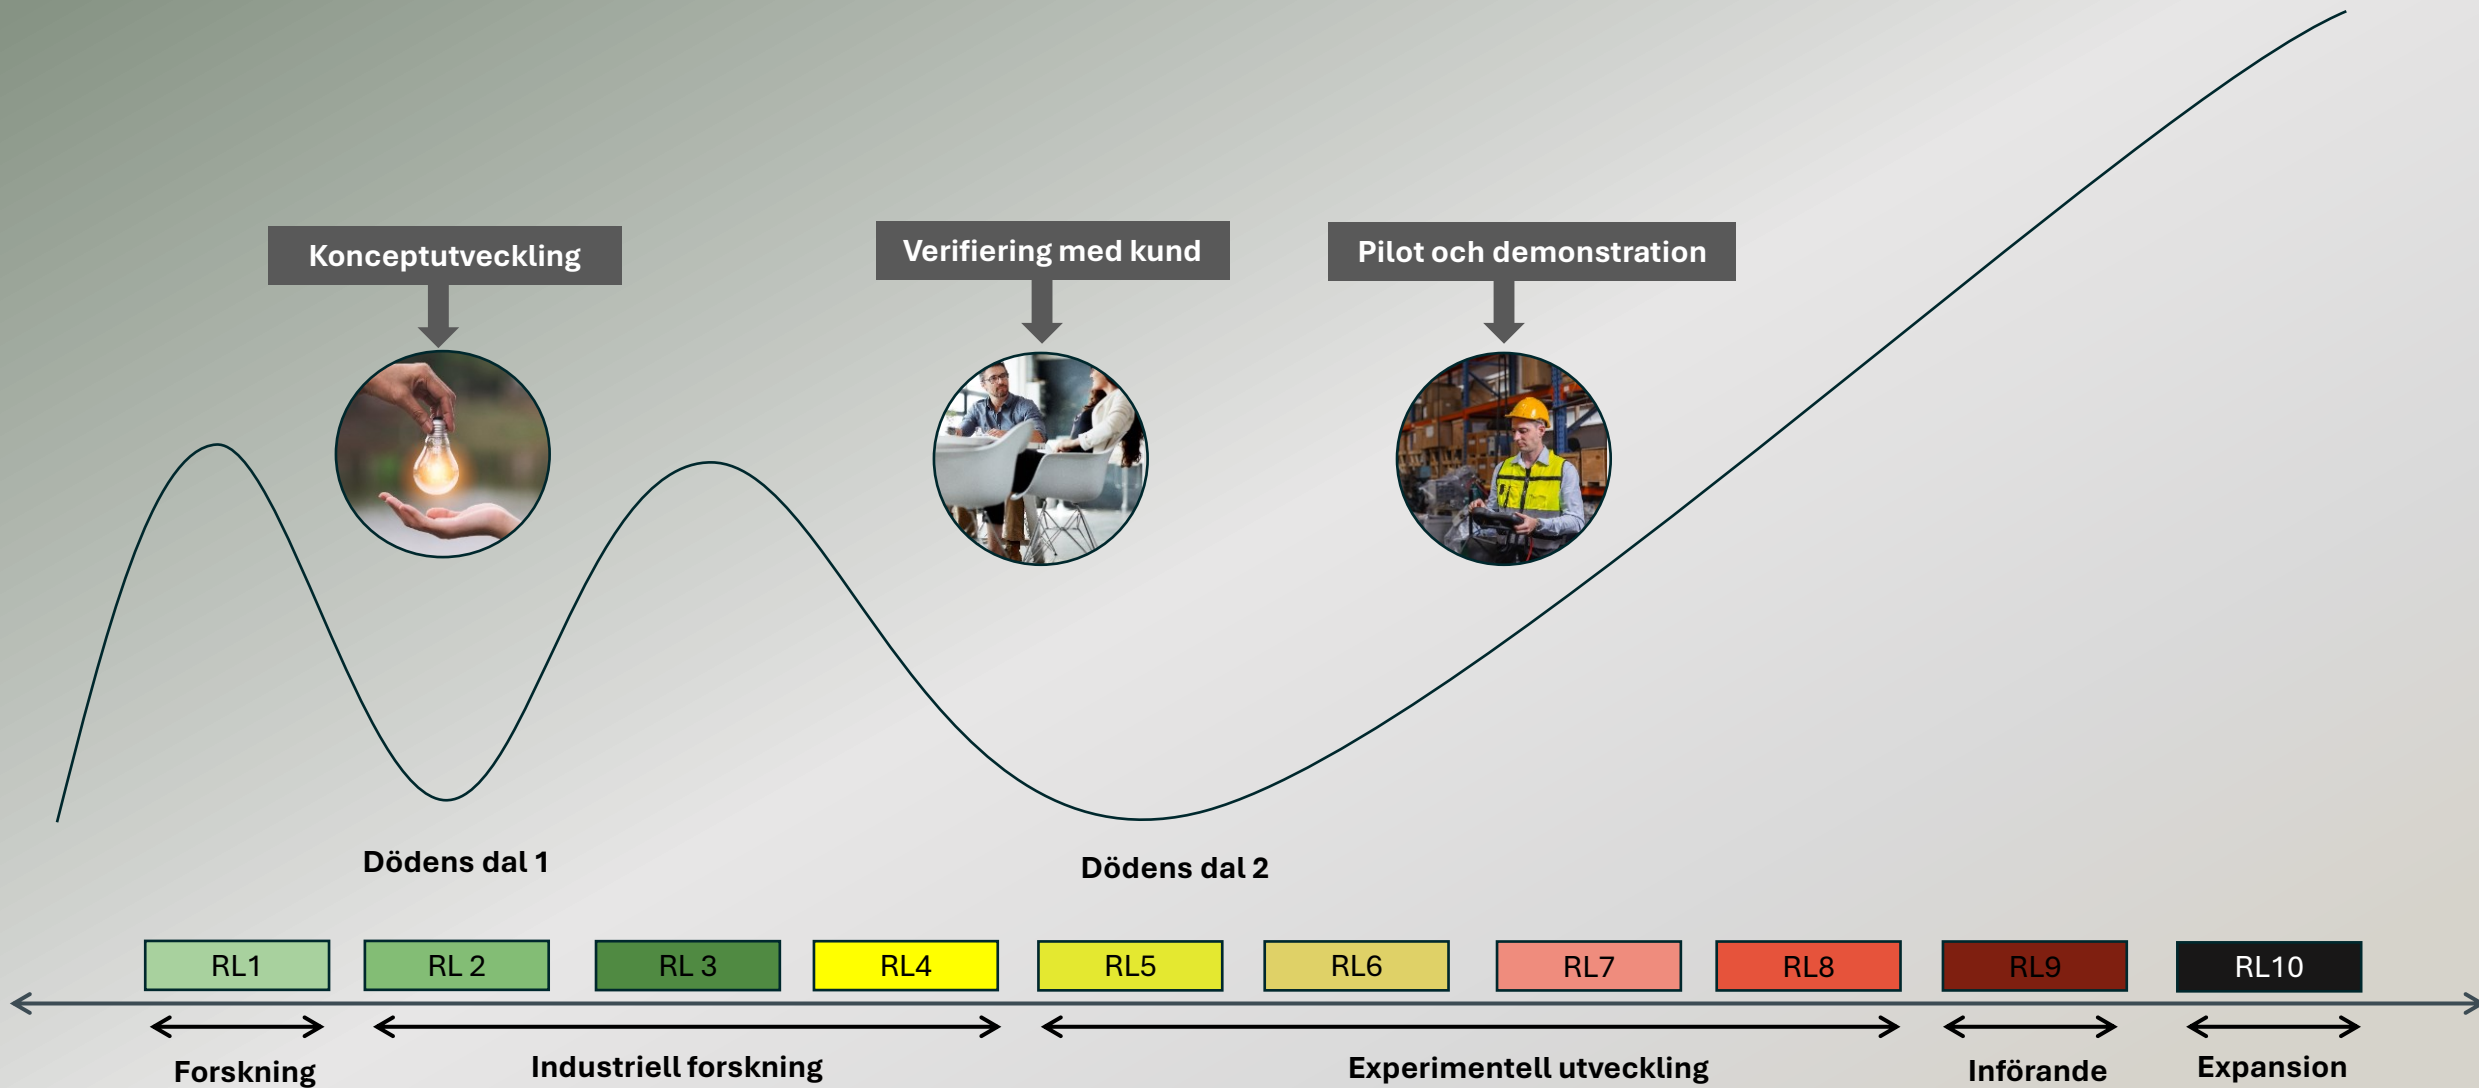 Konceptutveckling
Verifiering med kund
Pilot och demonstration
Dödens dal 1
Dödens dal 2
RL1
RL 2
RL 3
RL4
RL5
RL6
RL7
RL8
RL9
RL10
Forskning
Industriell forskning
Experimentell utveckling
Införande
Expansion